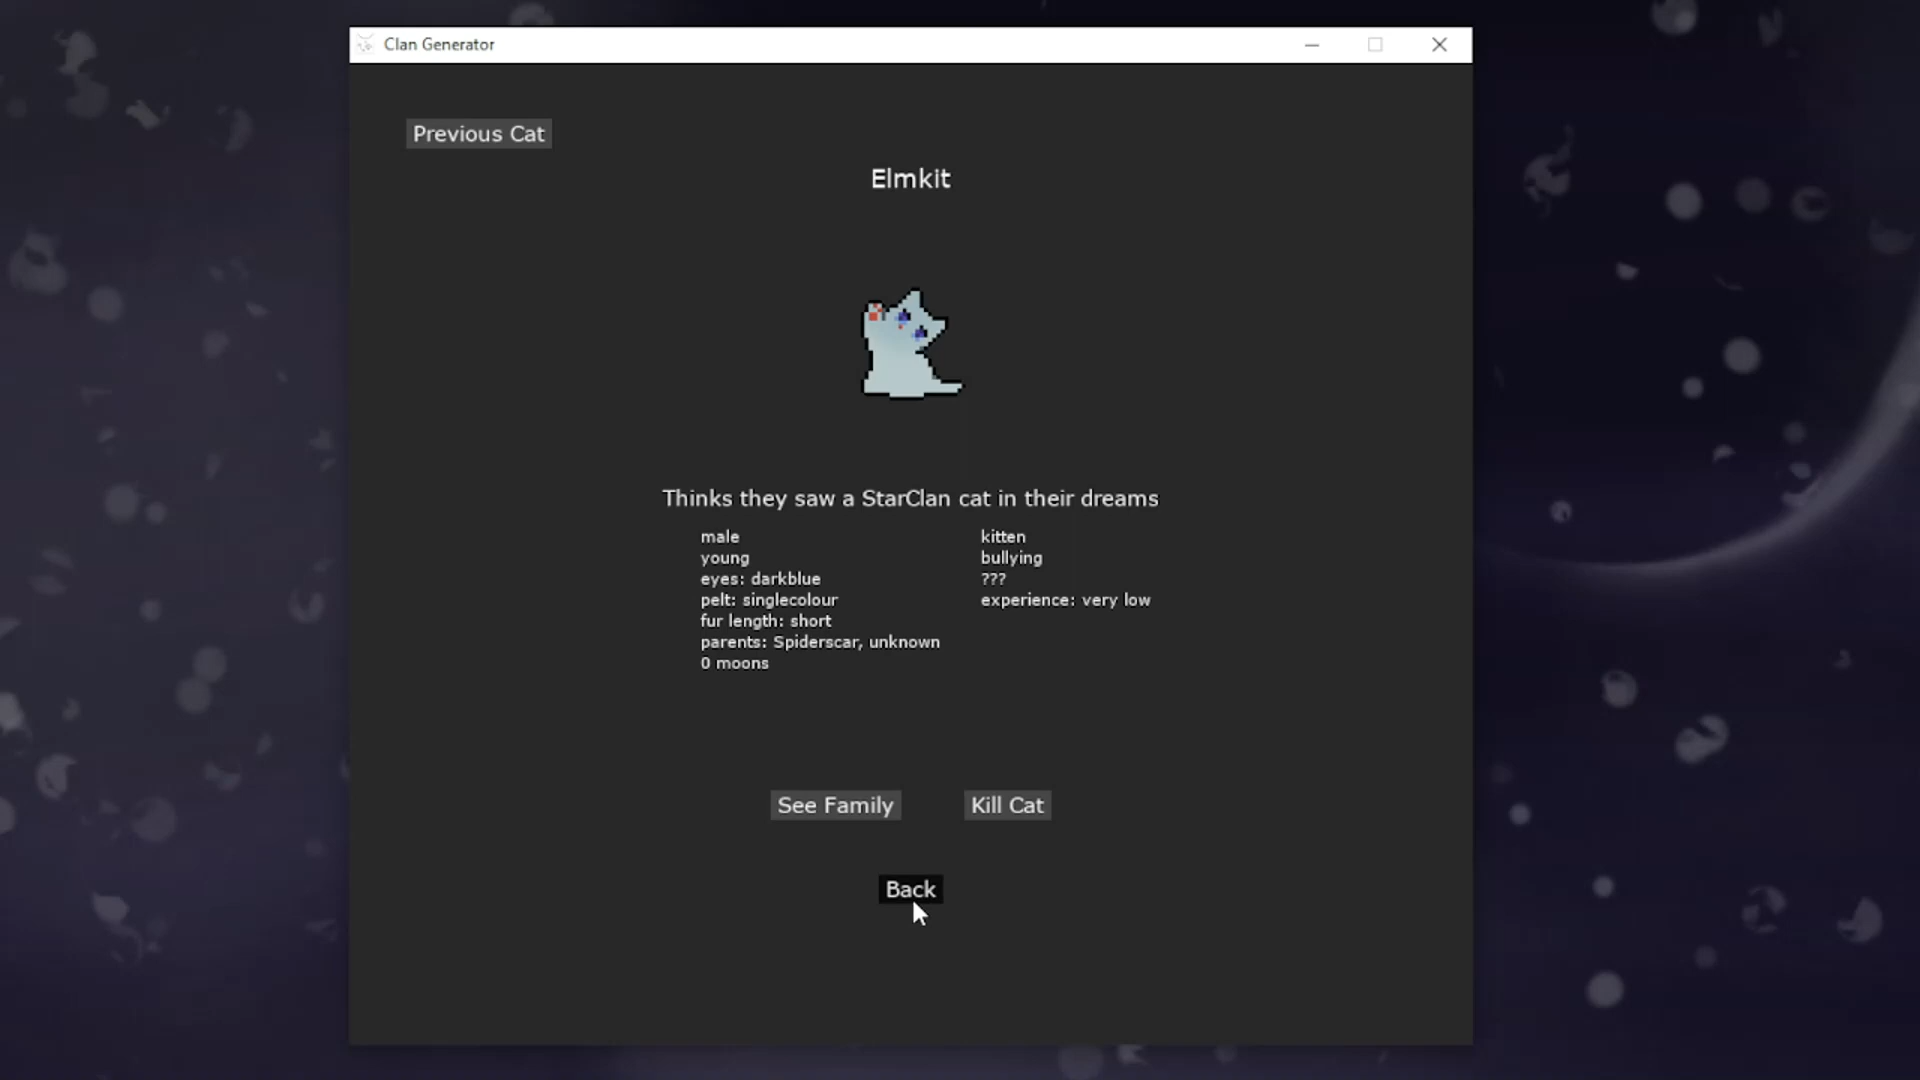 Clan Generator
Previous Cat
Elmkit
Thinks they saw a StarClan cat in their dreams
male
young
eyes: darkblue
pelt: singlecolour
fur length: short
parents: Spiderscar, unknown
0 moons
kitten
bullying
???
experience: very low
See Family
Kill Cat
Back